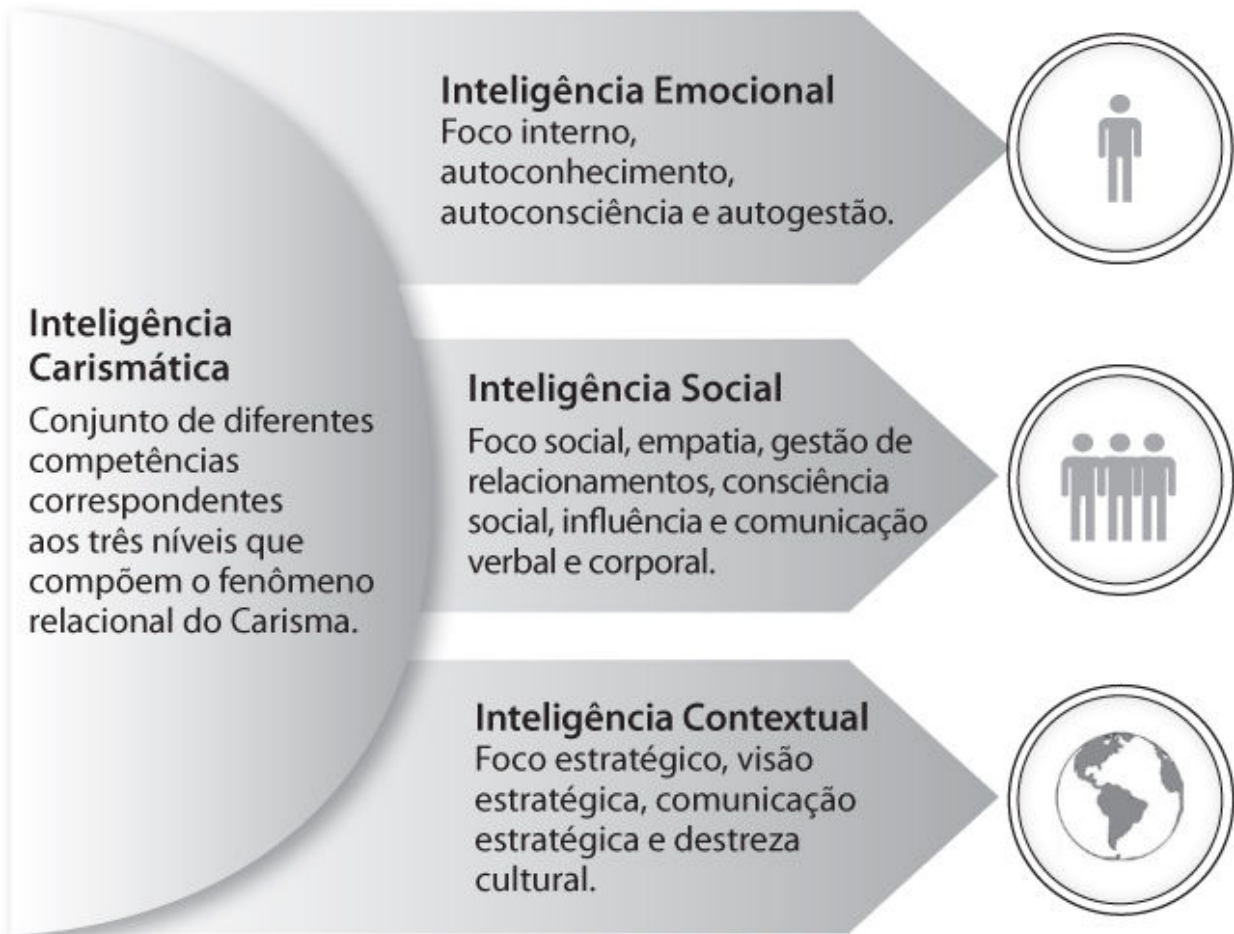 Inteligência
Carismática
Conjunto de diferentes
competências
correspondentes
aos três níveis que
compõem o fenômeno
relacional do Carisma.
Inteligência Emocional
Foco interno,
autoconhecimento,
autoconsciência e autogestão.
Inteligência Social
Foco social, empatia, gestão de
relacionamentos, consciência
social, influência e comunicação
verbal e corporal.
Inteligência Contextual
Foco estratégico, visão
estratégica, comunicação
estratégica e destreza
cultural.